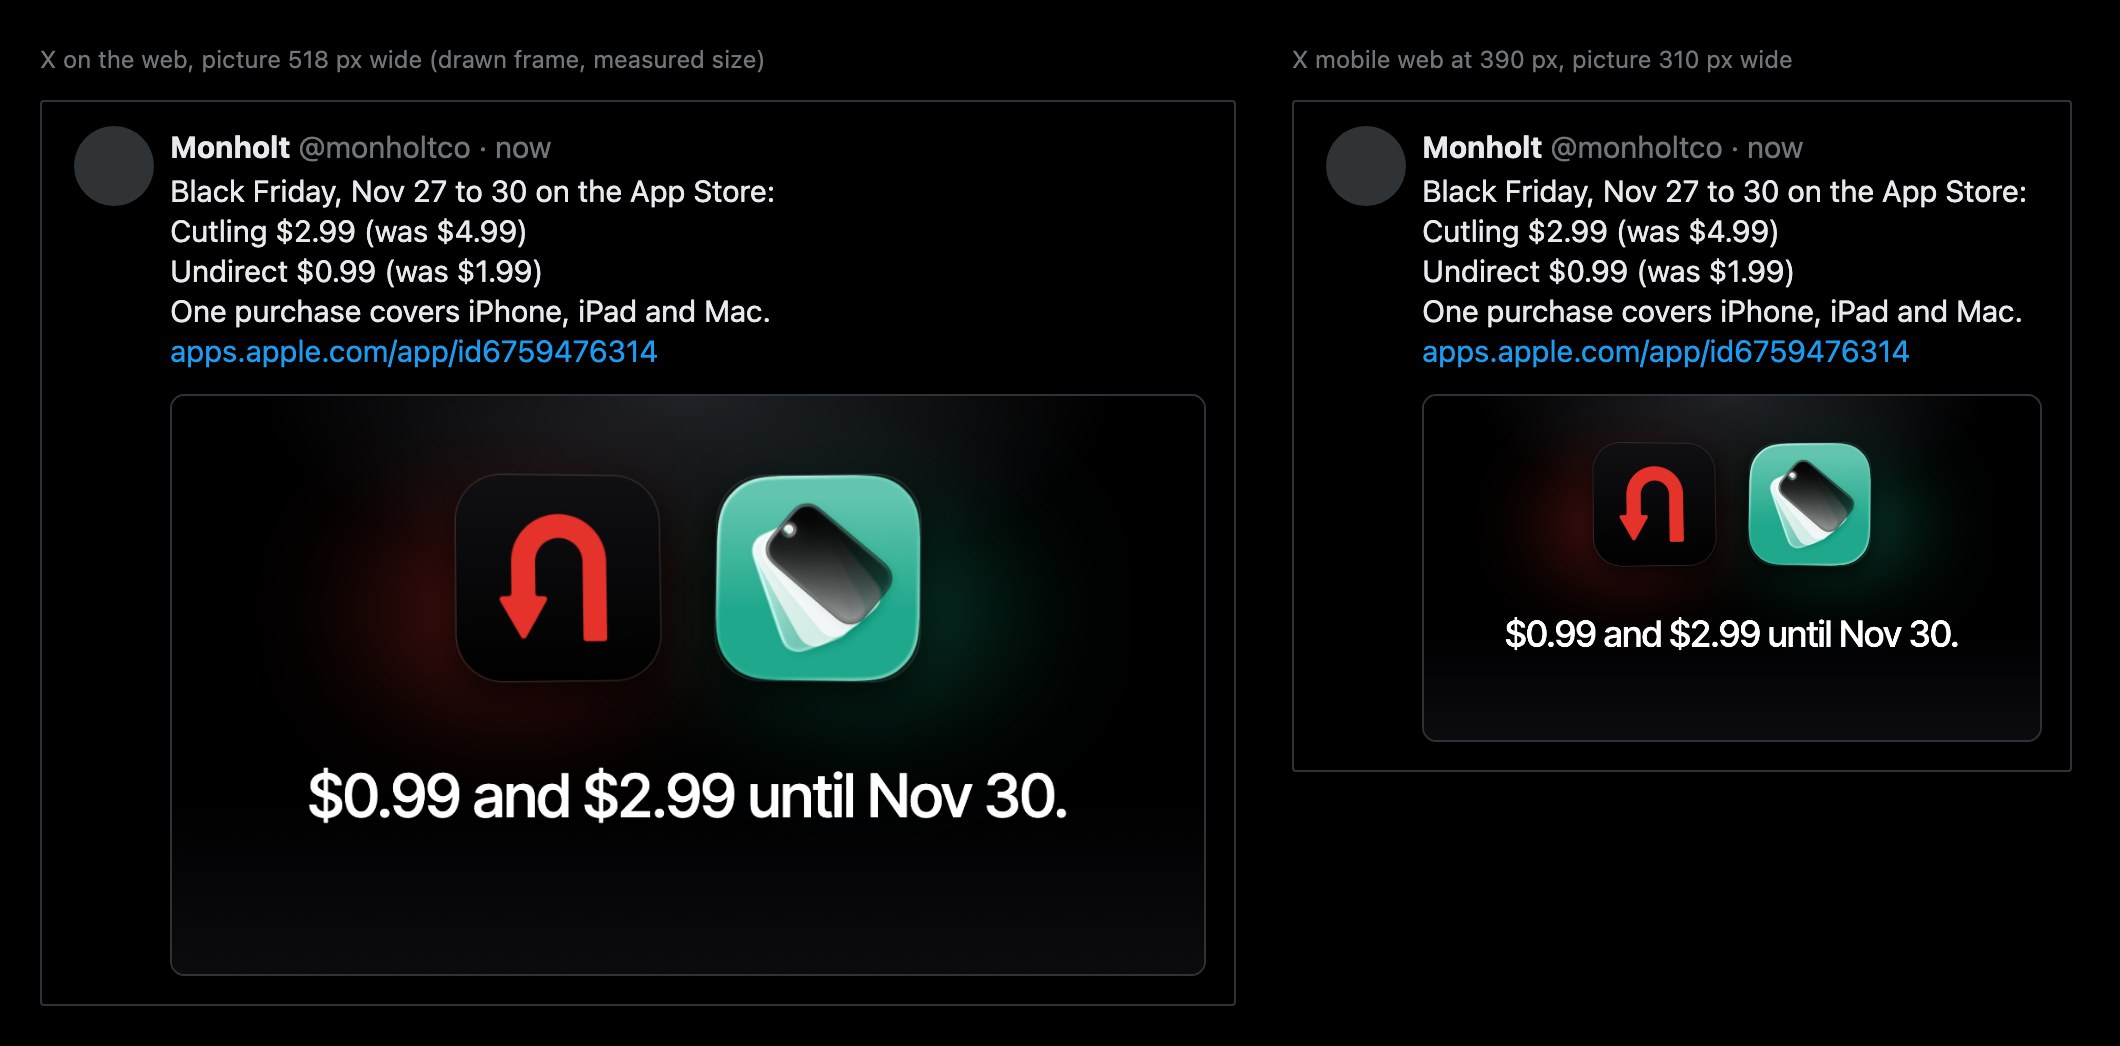 X on the web, picture 518 px wide (drawn frame, measured size)
Monholt @monholtco · now
Black Friday, Nov 27 to 30 on the App Store:
Cutling $2.99 (was $4.99)
Undirect $0.99 (was $1.99)
One purchase covers iPhone, iPad and Mac.
apps.apple.com/app/id6759476314
$0.99 and $2.99 until Nov 30.
X mobile web at 390 px, picture 310 px wide
Monholt @monholtco · now
Black Friday, Nov 27 to 30 on the App Store:
Cutling $2.99 (was $4.99)
Undirect $0.99 (was $1.99)
One purchase covers iPhone, iPad and Mac.
apps.apple.com/app/id6759476314
$0.99 and $2.99 until Nov 30.